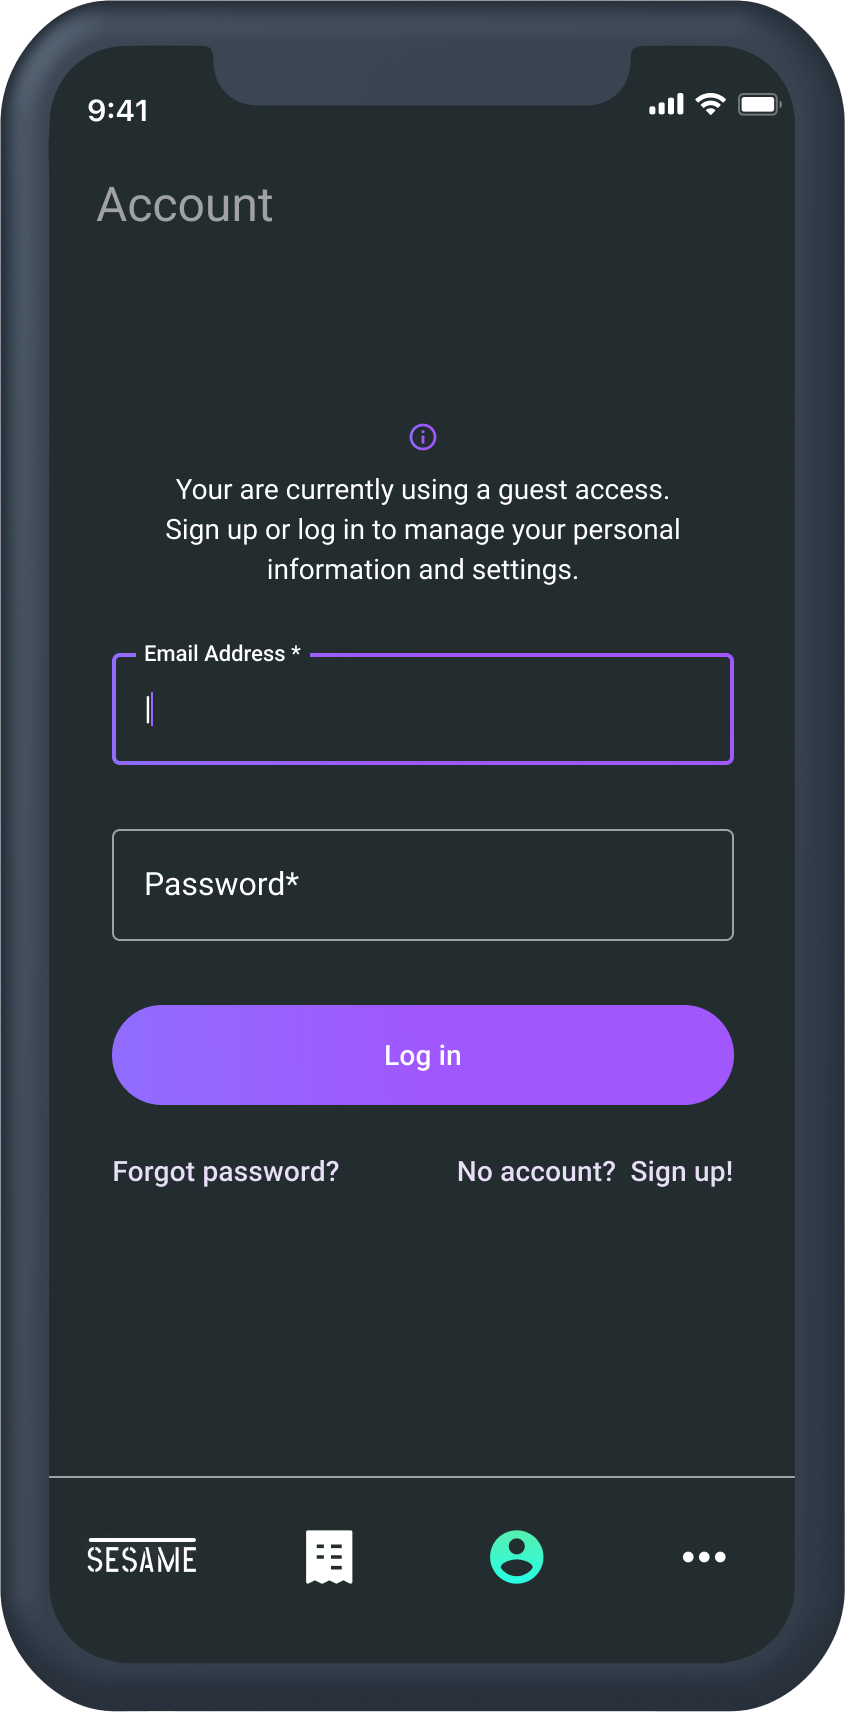 9:41
Account
Your are currently using a guest access.
Sign up or log in to manage your personal
information and settings.
Email Address *
Password*
Log in
Forgot password? No account? Sign up!
SESAME